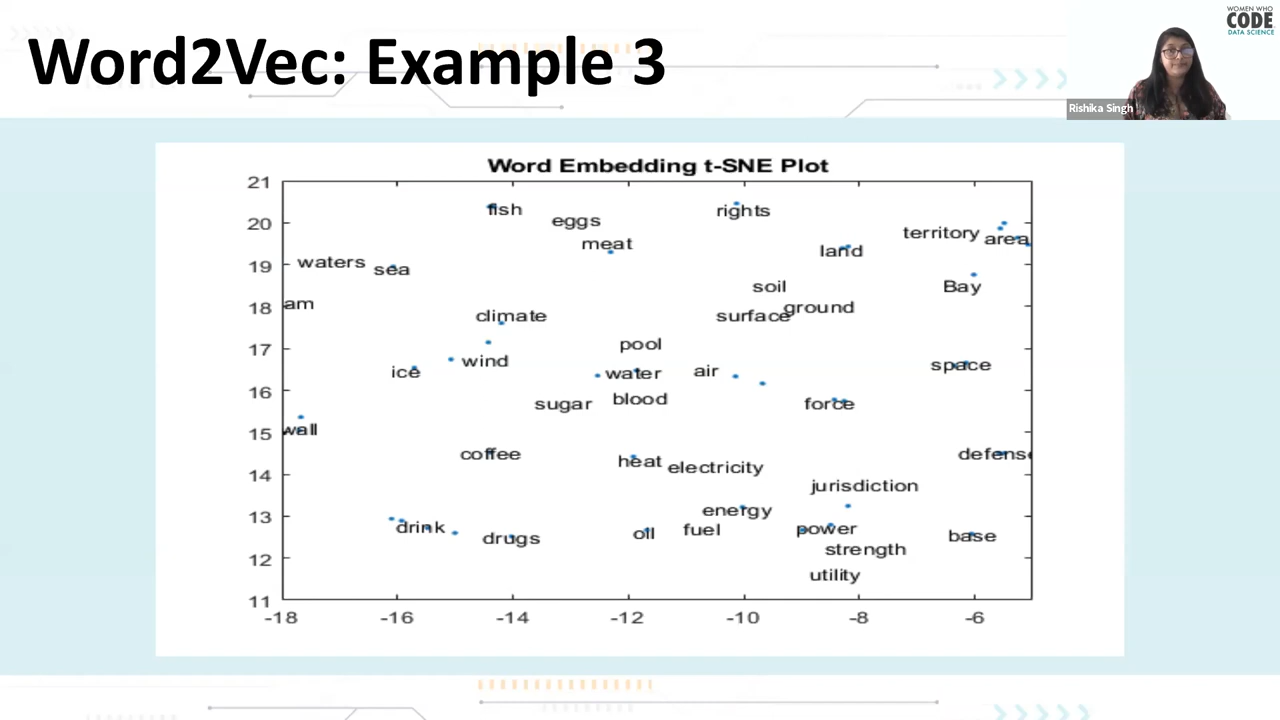 Word2Vec: Example 3
WOMEN WHO
CODE
DATA SCIENCE
Rishika Singh
Word Embedding t-SNE Plot
21
20
19
18
17
16
15
14
13
12
11
fish
eggs
meat
rights
territory
area
land
waters
sea
soil
Bay
am
climate
surface
ground
pool
wind
ice
water
air
space
sugar
blood
force
wall
coffee
heat
electricity
defense
jurisdiction
energy
drink
drugs
oil
fuel
power
base
strength
utility
-18 -16 -14 -12 -10 -8 -6